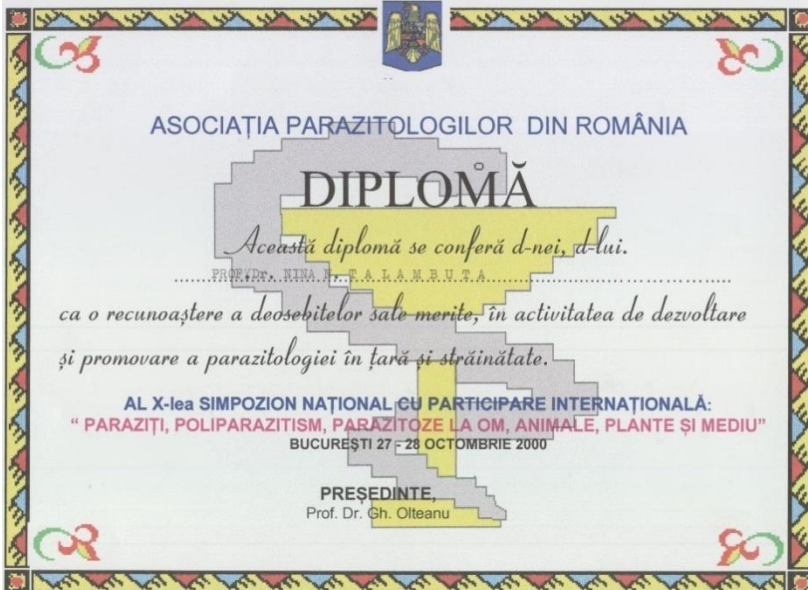 ASOCIAȚIA PARAZITOLOGILOR DIN ROMÂNIA
DIPLOMĂ
Această diplomă se conferă d-nei, d-lui.
PROF.Dr. NINA N. TALAMBUTA
ca o recunoaștere a deosebitelor sale merite, în activitatea de dezvoltare
și promovare a parazitologiei în țară și străinătate.
AL X-lea SIMPOZION NAȚIONAL CU PARTICIPARE INTERNAȚIONALĂ:
“ PARAZIȚI, POLIPARAZITISM, PARAZITOZE LA OM, ANIMALE, PLANTE ȘI MEDIU”
BUCUREȘTI 27 - 28 OCTOMBRIE 2000
PREȘEDINTE,
Prof. Dr. Gh. Olteanu